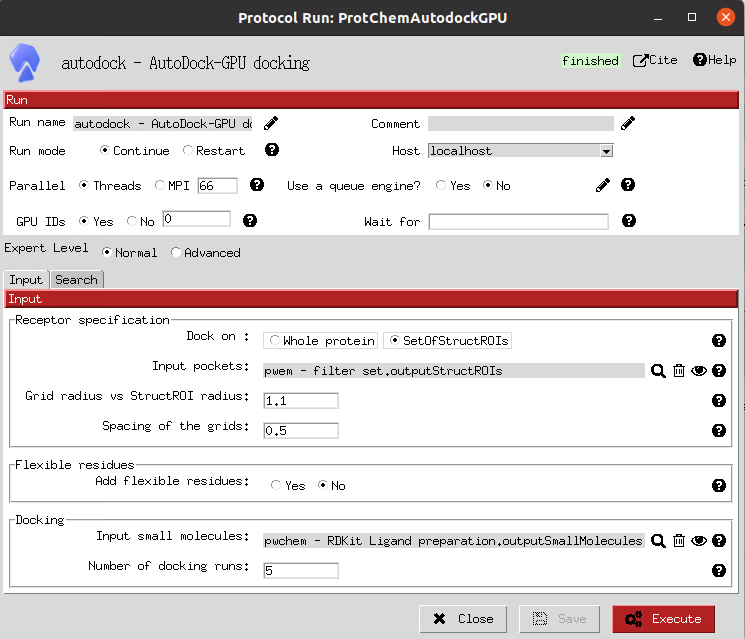 Protocol Run: ProtChemAutodockGPU
autodock - AutoDock-GPU docking
finished
Cite
Help
Run
Run name autodock - AutoDock-GPU do Comment
Run mode Continue Restart Host localhost
Parallel Threads MPI 66 Use a queue engine? Yes No
GPU IDs Yes No 0 Wait for
Expert Level Normal Advanced
Input Search
Input
Receptor specification
Dock on : Whole protein SetOfStructROIs
Input pockets: pwem - filter set.outputStructROIs
Grid radius vs StructROI radius: 1.1
Spacing of the grids: 0.5
Flexible residues
Add flexible residues: Yes No
Docking
Input small molecules: pwchem - RDKit Ligand preparation.outputSmallMolecules
Number of docking runs: 5
Close Save Execute